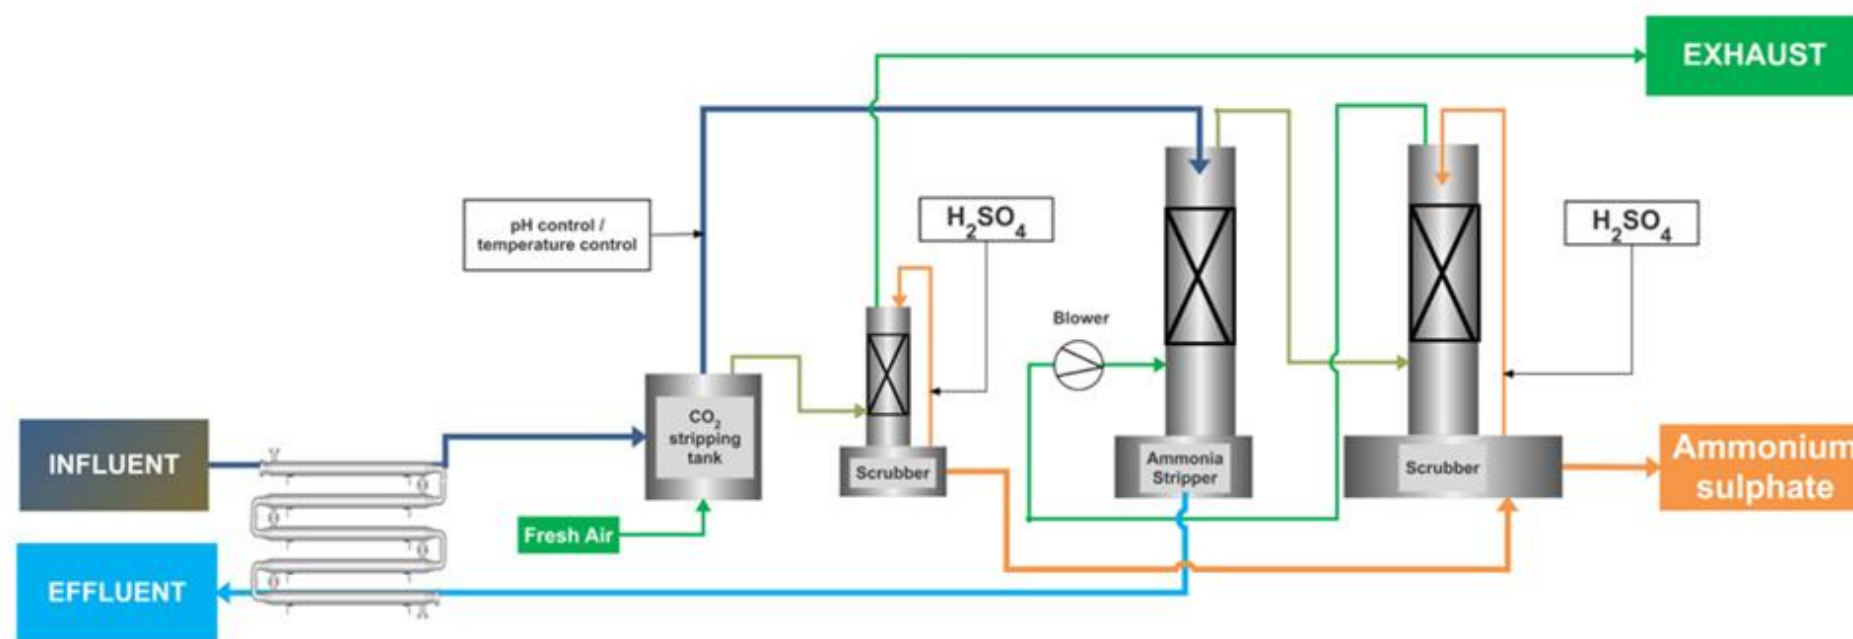 EXHAUST
pH control /
temperature control
H₂SO₄
H₂SO₄
Blower
CO₂
stripping
tank
INFLUENT
Scrubber
Ammonia
Stripper
Scrubber
Ammonium
sulphate
Fresh Air
EFFLUENT